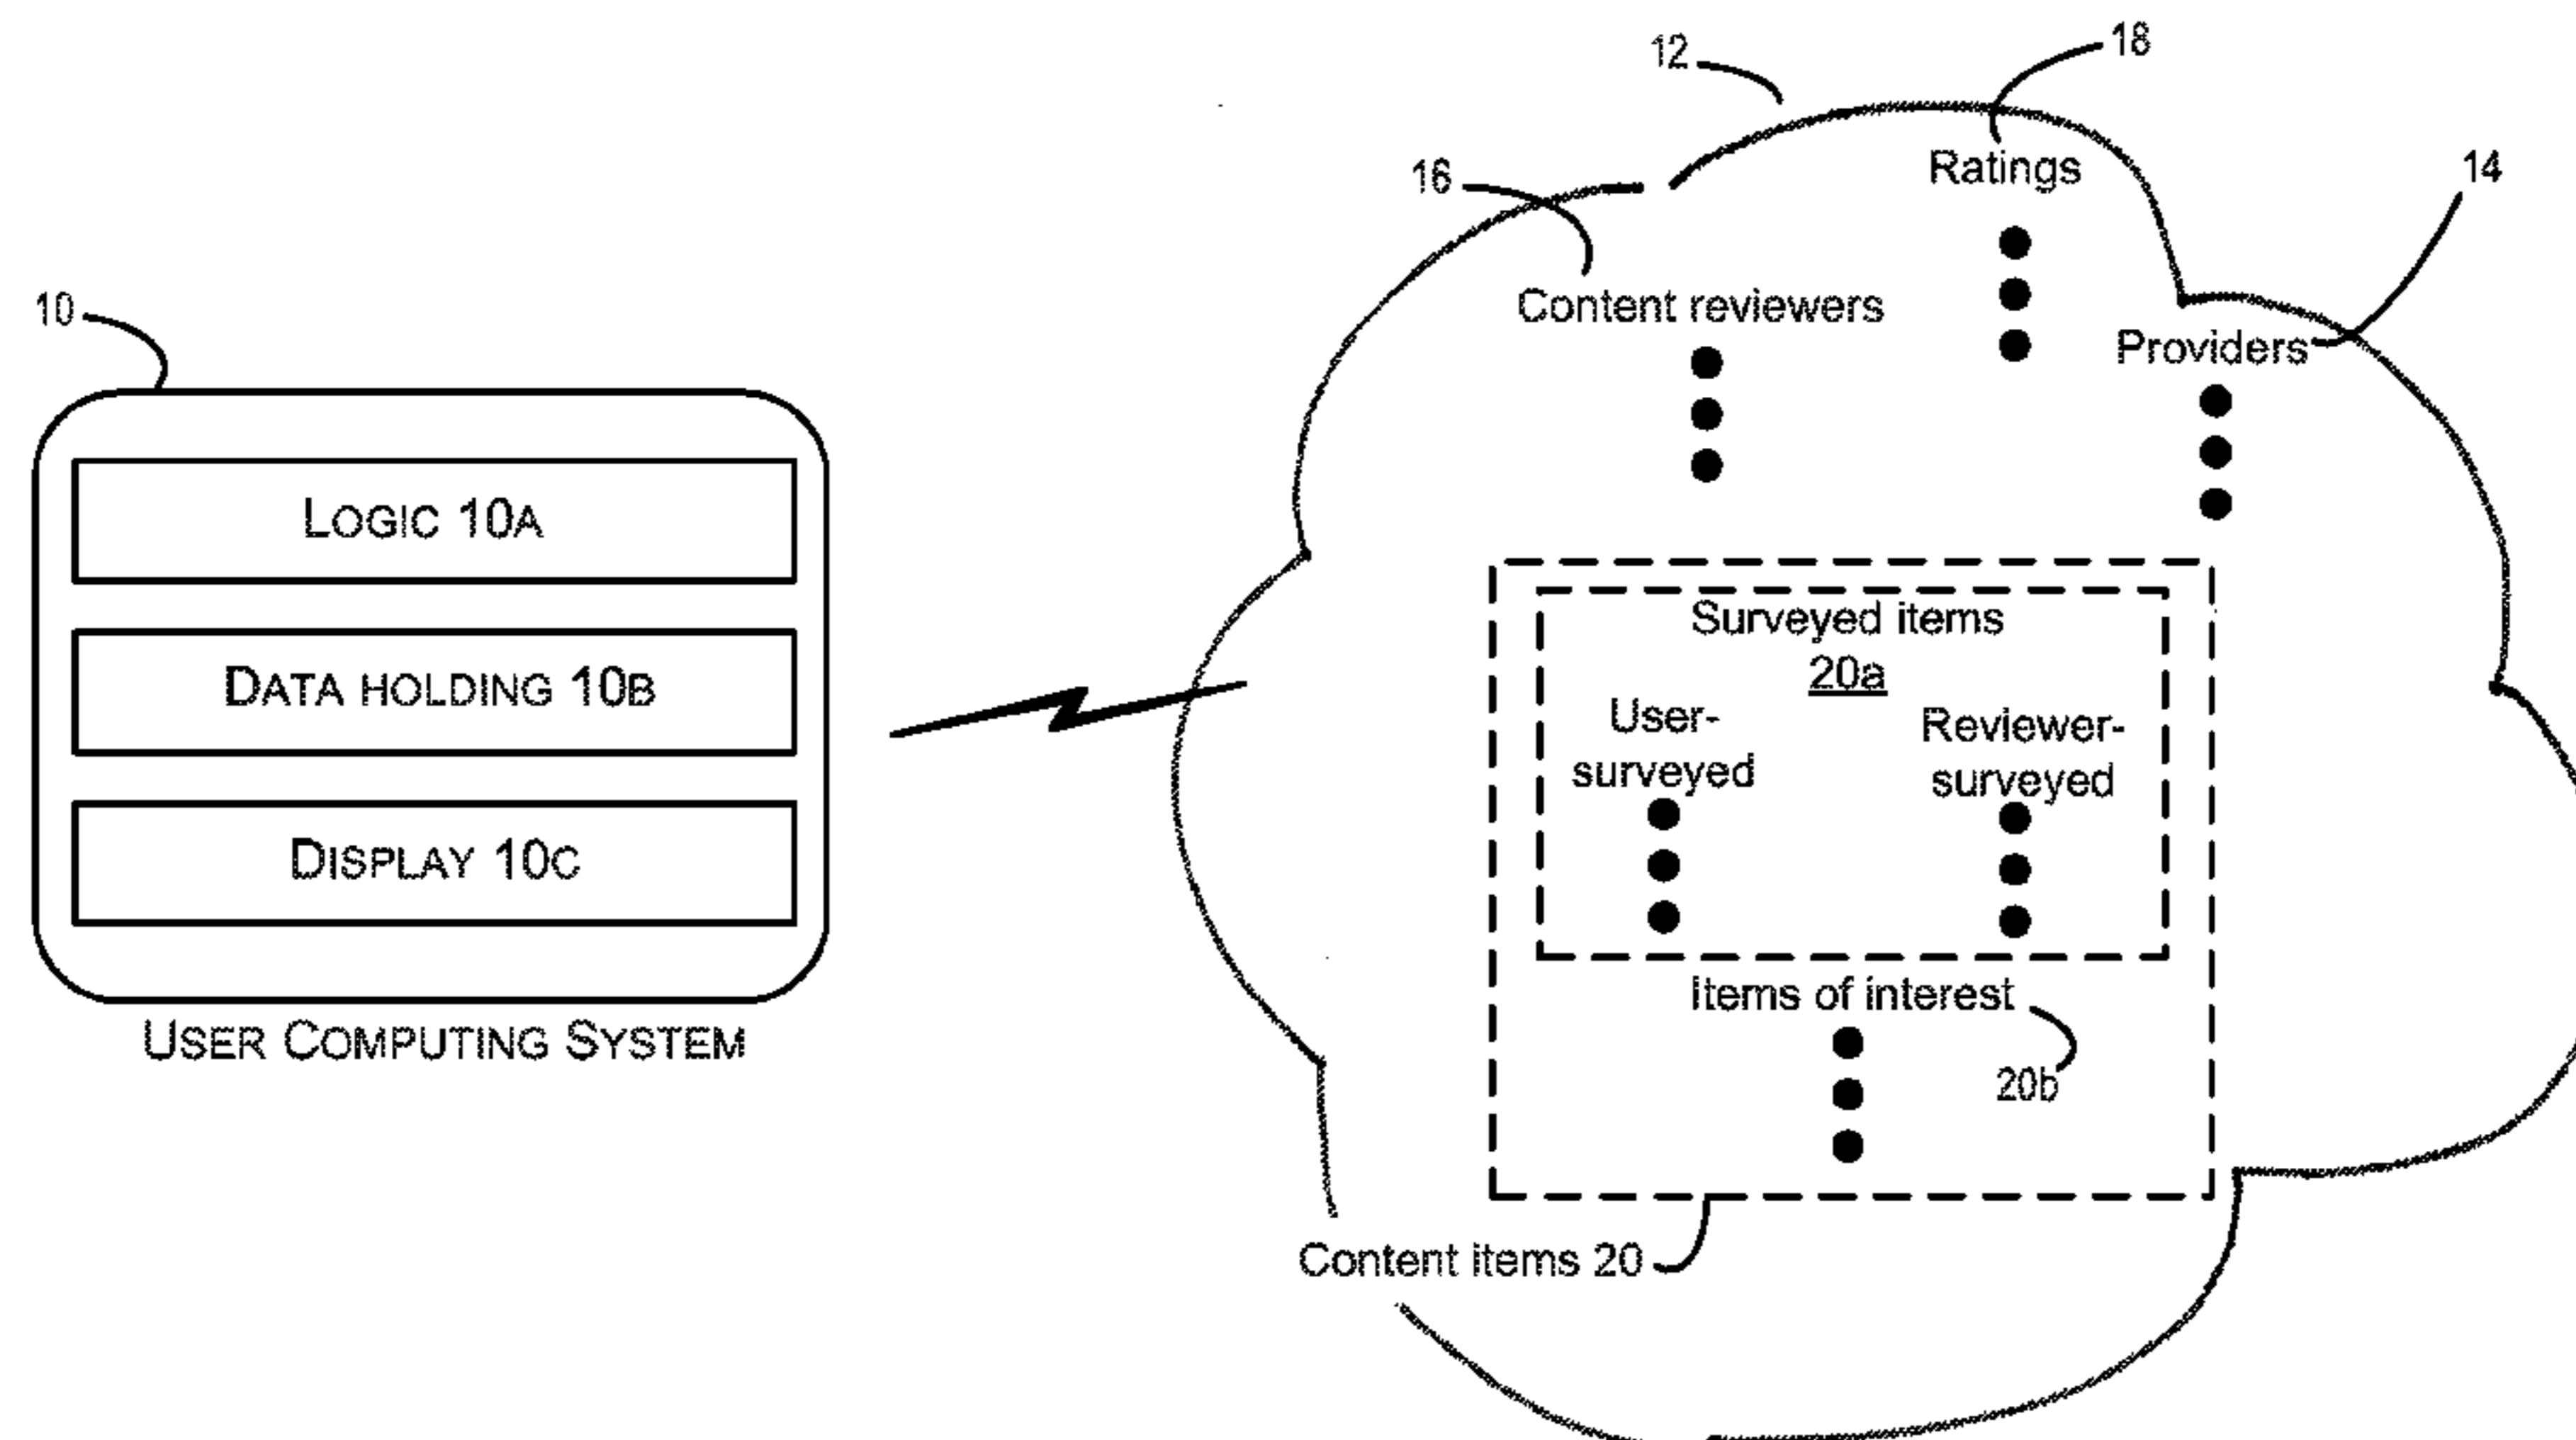 10
LOGIC 10A
DATA HOLDING 10B
DISPLAY 10C
USER COMPUTING SYSTEM
12
18
16
Ratings
14
Content reviewers
Providers
Surveyed items
20a
User-
surveyed
Reviewer-
surveyed
Items of interest
20b
Content items 20